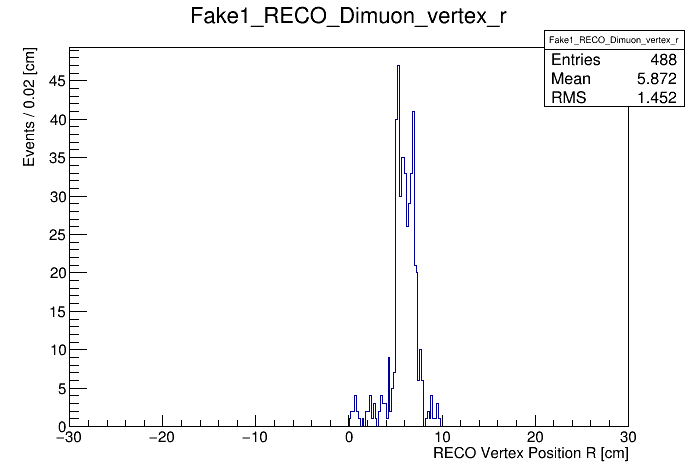 Fake1_RECO_Dimuon_vertex_r
Fake1_RECO_Dimuon_vertex_r
Entries 488
Mean 5.872
RMS 1.452
Events / 0.02 [cm]
45
40
35
30
25
20
15
10
5
0
−30 −20 −10 0 10 20 30
RECO Vertex Position R [cm]